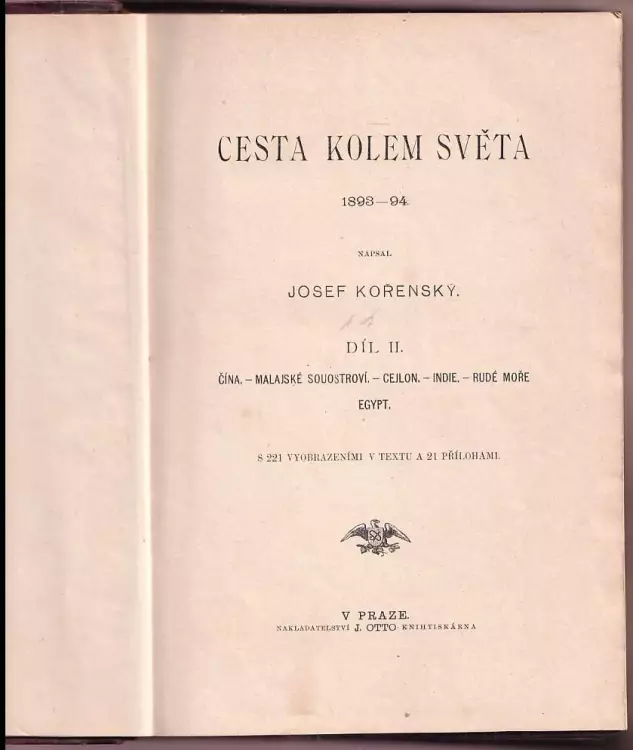 CESTA KOLEM SVĚTA
1893—94.
NAPSAL
JOSEF KOŘENSKÝ.
DÍL II.
ČÍNA. – MALAJSKÉ SOUOSTROVÍ. – CEJLON. – INDIE. – RUDÉ MOŘE
EGYPT.
S 221 VYOBRAZENÍMI V TEXTU A 21 PŘÍLOHAMI.
V PRAZE.
NAKLADATELSTVÍ J. OTTO KNIHTISKÁRNA